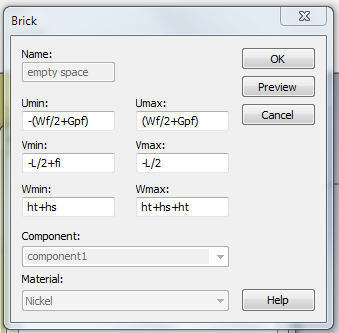 Brick
Name:
OK
empty space
Preview
Umin:
Umax:
Cancel
-(Wf/2+Gpf)
(Wf/2+Gpf)
Vmin:
Vmax:
-L/2+fi
-L/2
Wmin:
Wmax:
ht+hs
ht+hs+ht
Component:
component1
Material:
Nickel
Help